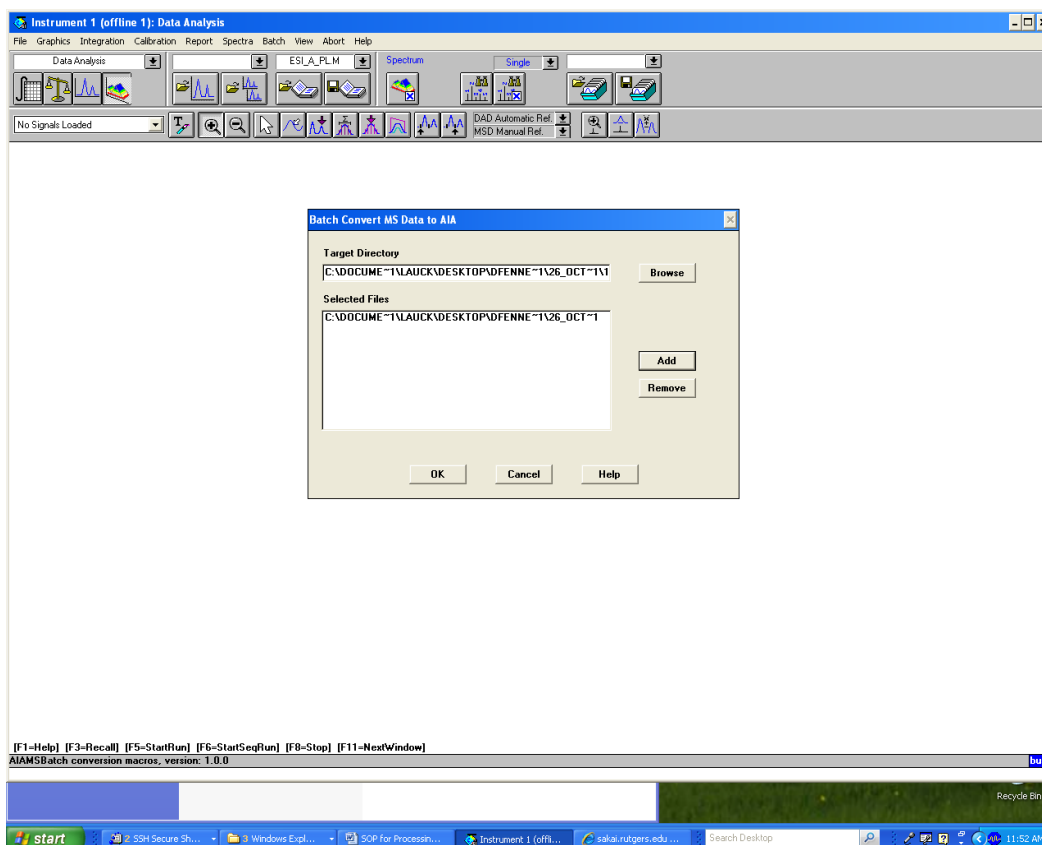 Instrument 1 (offline 1): Data Analysis
File Graphics Integration Calibration Report Spectra Batch View Abort Help
Data Analysis
ESI_A_PL.M
Spectrum
Single
No Signals Loaded
DAD Automatic Ref.
MSD Manual Ref.
Batch Convert MS Data to AIA
Target Directory
C:\DOCUME~1\LAUCK\DESKTOP\DFENNE~1\26_OCT~1\1
Browse
Selected Files
C:\DOCUME~1\LAUCK\DESKTOP\DFENNE~1\26_OCT~1
Add
Remove
OK Cancel Help
[F1=Help] [F3=Recall] [F5=StartRun] [F6=StartSeqRun] [F8=Stop] [F11=NextWindow]
AIAMSBatch conversion macros, version: 1.0.0
bu
Recycle Bin
start 2 SSH Secure Sh... 3 Windows Expl... SOP for Processin... Instrument 1 (offli... sakai.rutgers.edu ... Search Desktop 11:52 AM